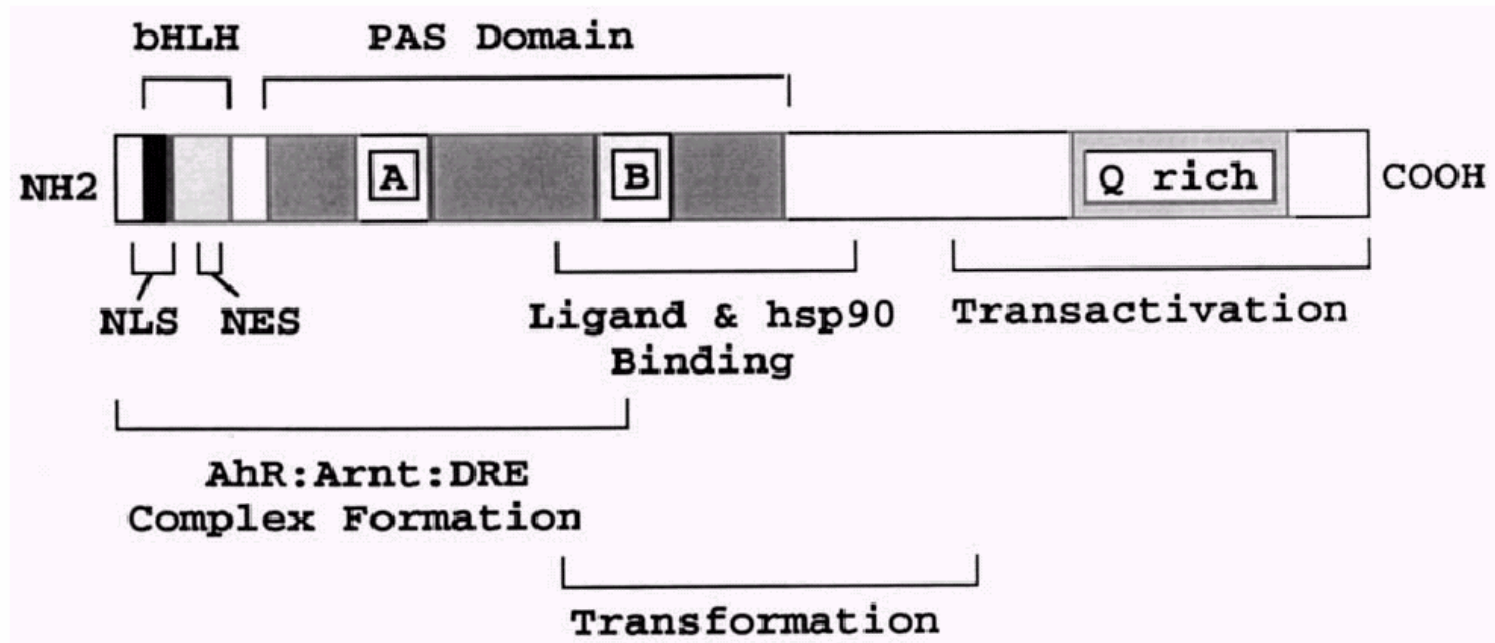 bHLH PAS Domain
NH2 A B Q rich COOH
NLS NES
Ligand & hsp90
Binding
Transactivation
AhR:Arnt:DRE
Complex Formation
Transformation